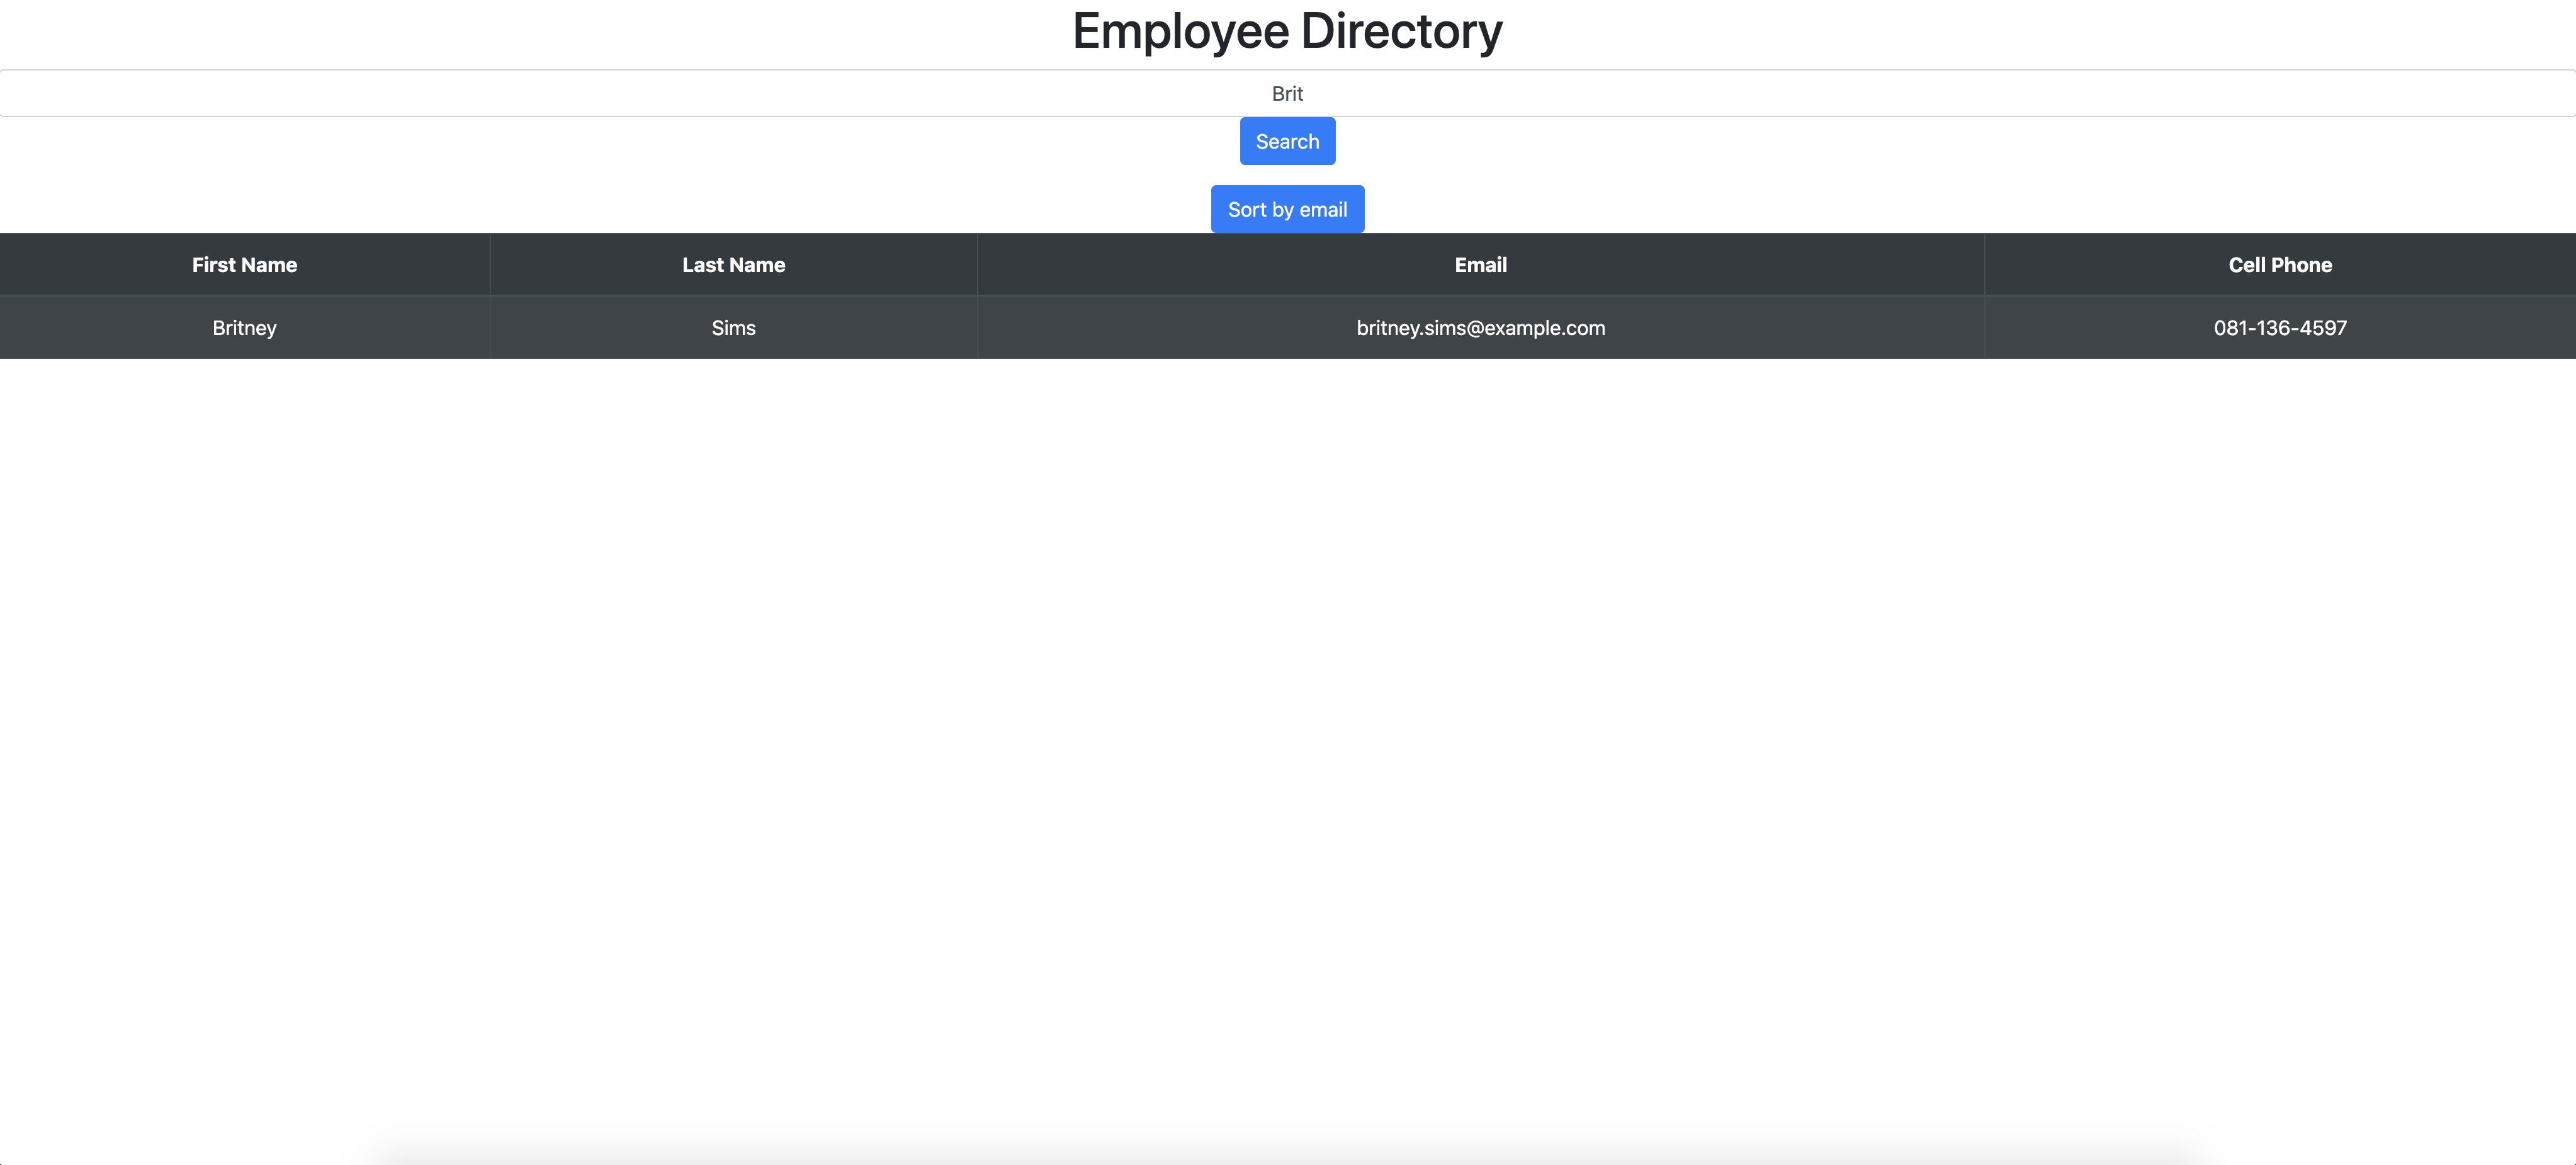 Employee Directory
Brit
Search
Sort by email
First Name Last Name Email Cell Phone
Britney Sims britney.sims@example.com 081-136-4597